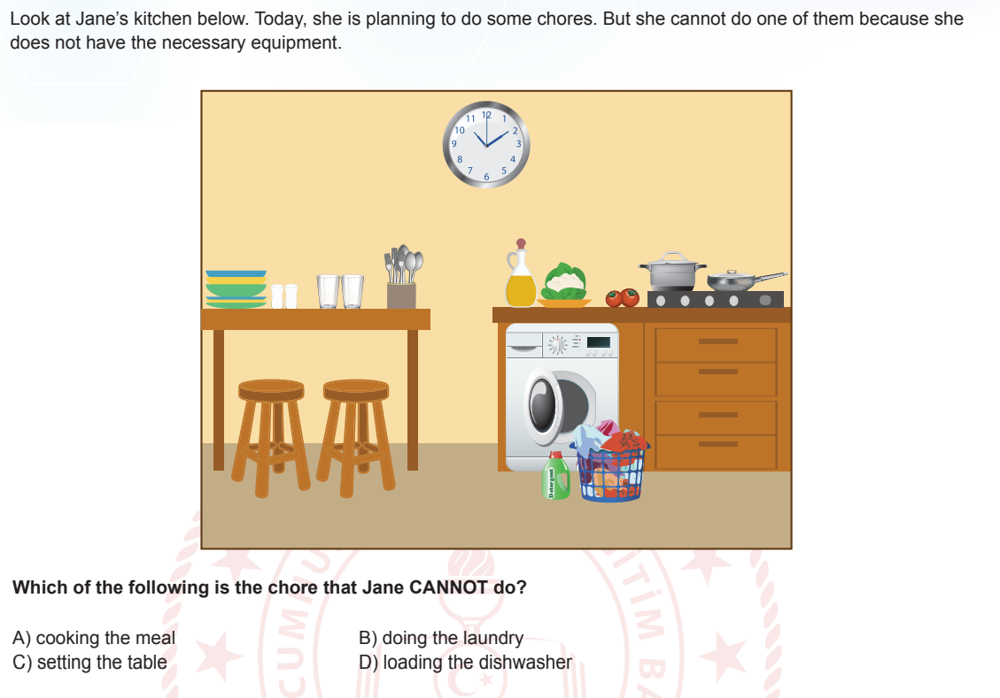 Look at Jane’s kitchen below. Today, she is planning to do some chores. But she cannot do one of them because she
does not have the necessary equipment.
11 12 1
10 2
9 3
8 4
7 6 5
Detergent
Which of the following is the chore that Jane CANNOT do?
A) cooking the meal B) doing the laundry
C) setting the table D) loading the dishwasher